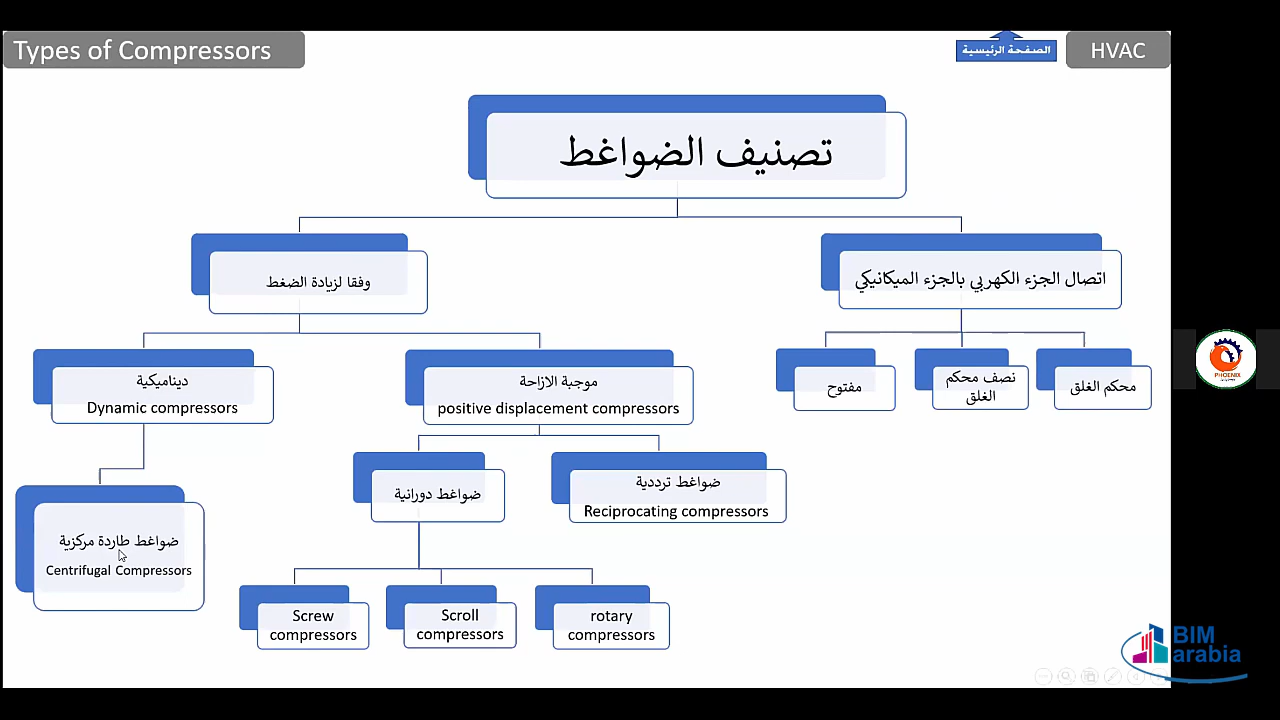 Types of Compressors
الصفحة الرئيسية
HVAC
تصنيف الضواغط
وفقا لزيادة الضغط
اتصال الجزء الكهربي بالجزء الميكانيكي
ديناميكية
Dynamic compressors
موجبة الازاحة
positive displacement compressors
مفتوح
نصف محكم
الغلق
محكم الغلق
ضواغط دورانية
ضواغط ترددية
Reciprocating compressors
ضواغط طاردة مركزية
Centrifugal Compressors
Screw
compressors
Scroll
compressors
rotary
compressors
PHOENIX
BIM
arabia